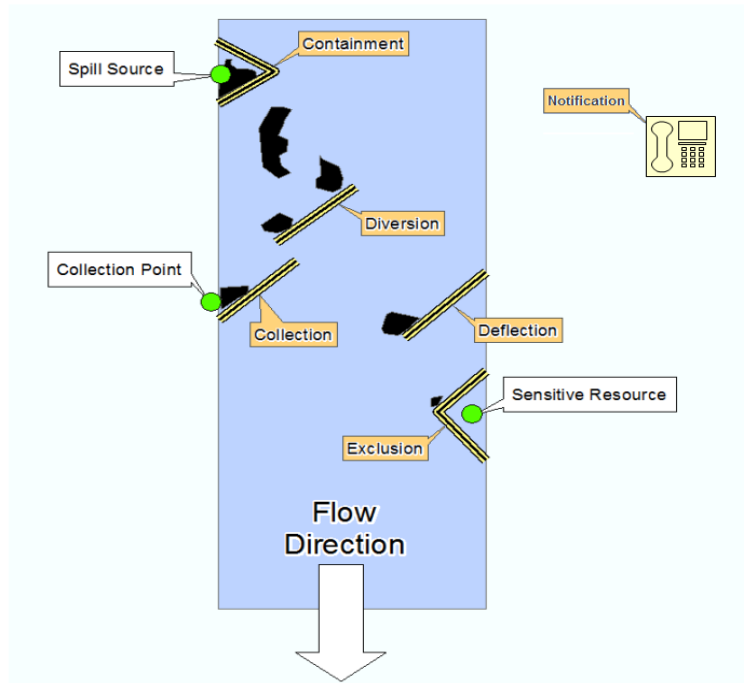 Containment
Spill Source
Notification
Diversion
Collection Point
Collection
Deflection
Sensitive Resource
Exclusion
Flow
Direction